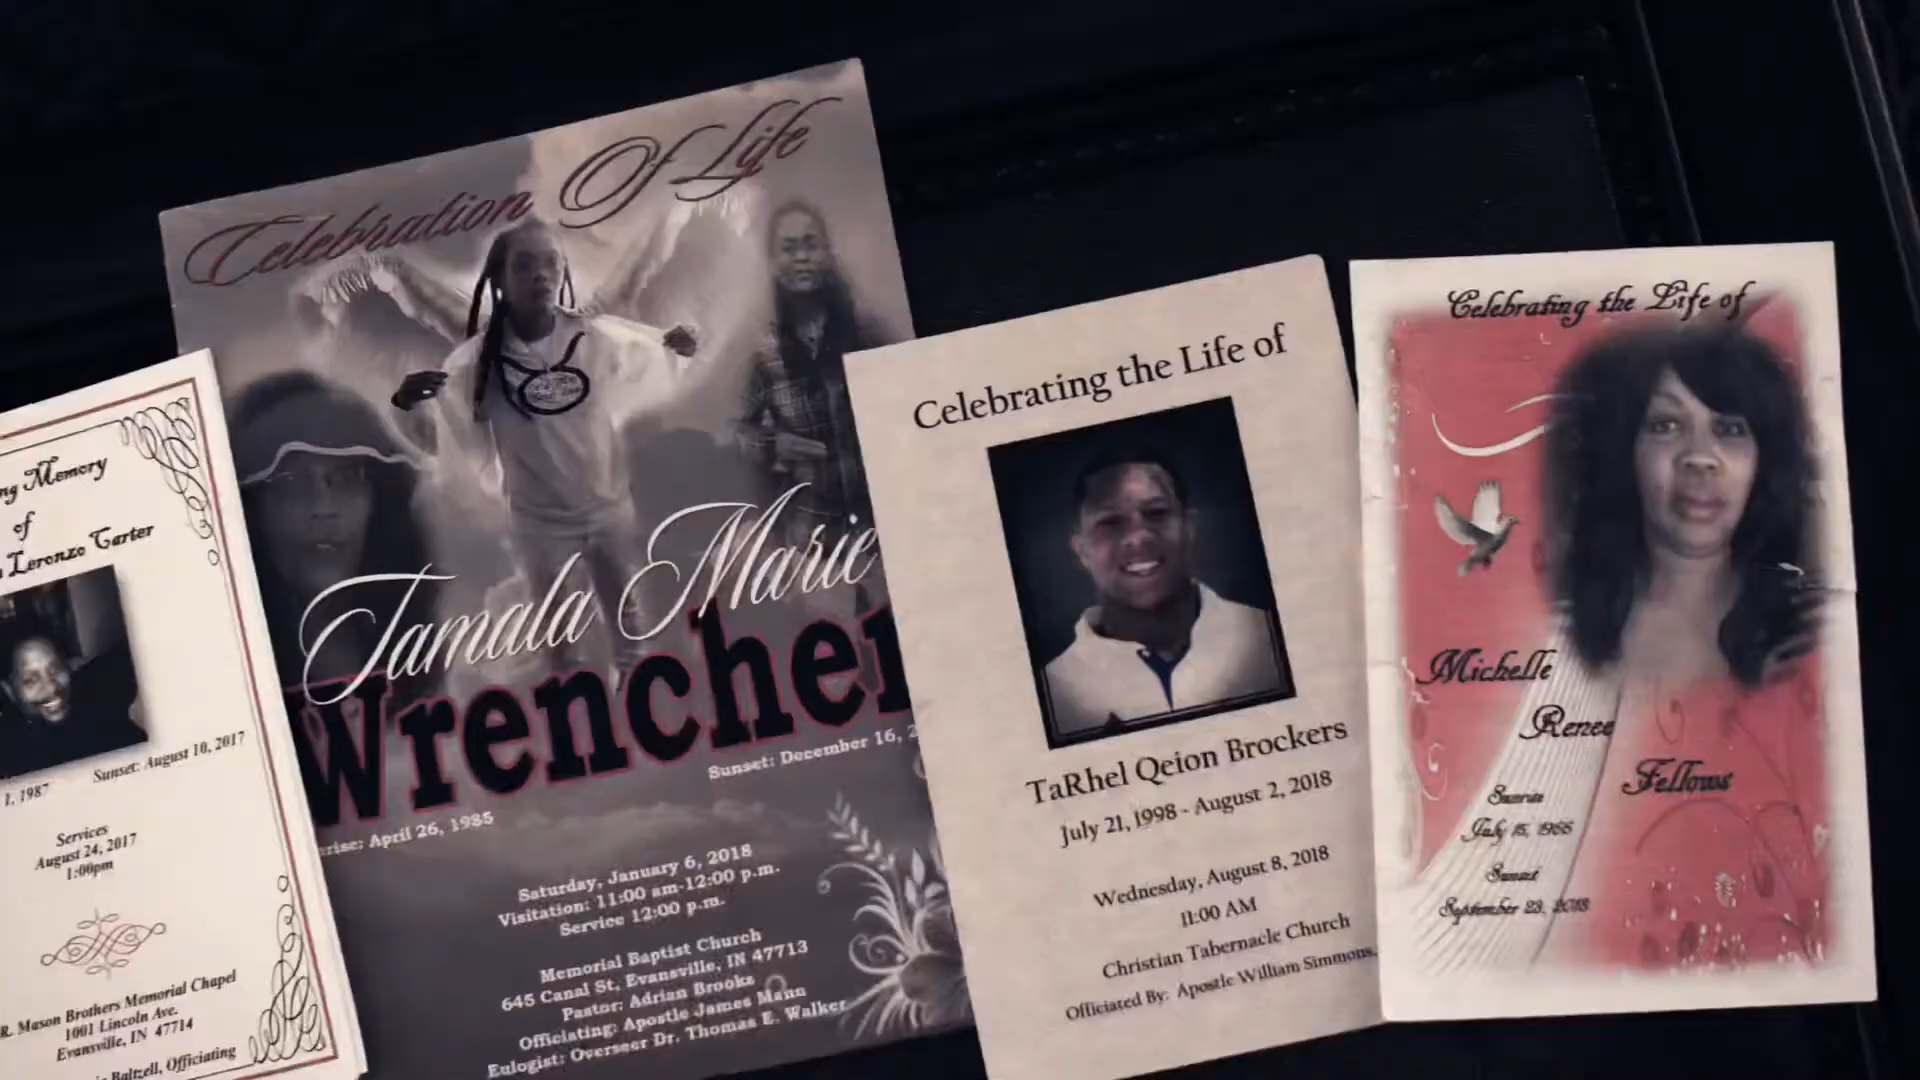 ng Memory
of
Leronzo Carter
1, 1987
Sunset: August 10, 2017
Services
August 24, 2017
1:00pm
R. Mason Brothers Memorial Chapel
1001 Lincoln Ave.
Evansville, IN 47714
Baltzell, Officiating
Celebration Of Life
Tamala Marie
Wrencher
rise: April 26, 1985
Sunset: December 16, 2
Saturday, January 6, 2018
Visitation: 11:00 am-12:00 p.m.
Service 12:00 p.m.
Memorial Baptist Church
645 Canal St. Evansville, IN 47713
Pastor: Adrian Brooks
Officiating: Apostle James Mann
Eulogist: Overseer Dr. Thomas E. Walker
Celebrating the Life of
TaRhel Qeion Brockers
July 21, 1998 - August 2, 2018
Wednesday, August 8, 2018
11:00 AM
Christian Tabernacle Church
Officiated By: Apostle William Simmons,
Celebrating the Life of
Michelle
Renee
Fellows
Sunrise
July 15,
Sunset
September 23, 2018